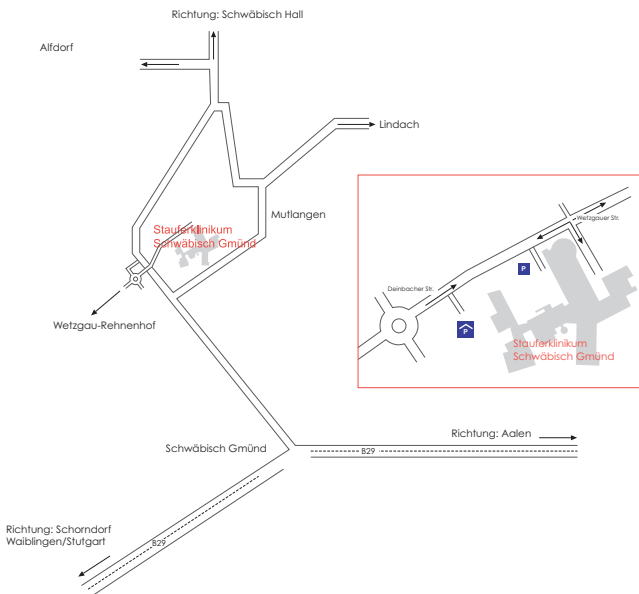 Richtung: Schwäbisch Hall
Alfdorf
Lindach
Mutlangen
Stauferklinikum
Schwäbisch Gmünd
Wetzgau-Rehnenhof
Wetzgauer Str.
P
Deinbacher Str.
P
Stauferklinikum
Schwäbisch Gmünd
Richtung: Aalen
Schwäbisch Gmünd
B29
Richtung: Schorndorf
Waiblingen/Stutgart
B29